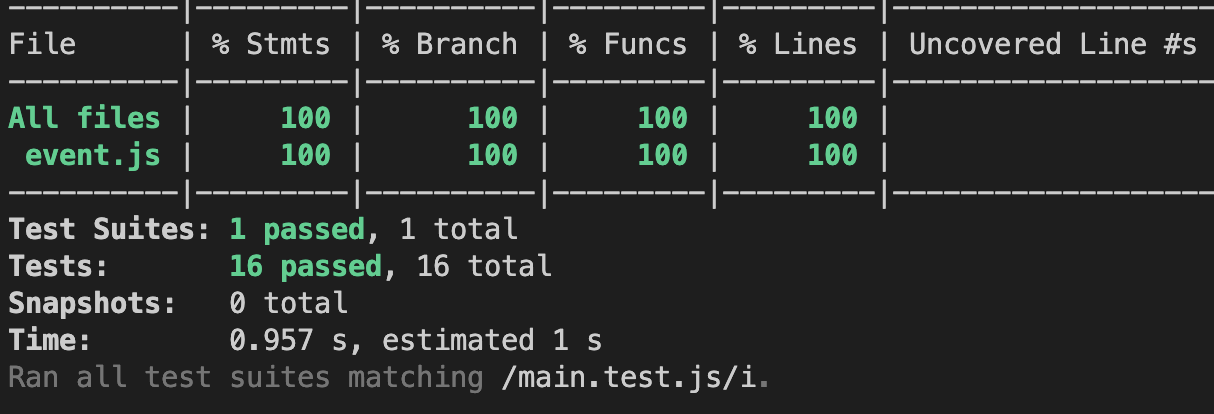 ----------|---------|----------|---------|---------|-------------------
File      | % Stmts | % Branch | % Funcs | % Lines | Uncovered Line #s
----------|---------|----------|---------|---------|-------------------
All files |     100 |      100 |     100 |     100 |
 event.js |     100 |      100 |     100 |     100 |
----------|---------|----------|---------|---------|-------------------
Test Suites: 1 passed, 1 total
Tests:       16 passed, 16 total
Snapshots:   0 total
Time:        0.957 s, estimated 1 s
Ran all test suites matching /main.test.js/i.